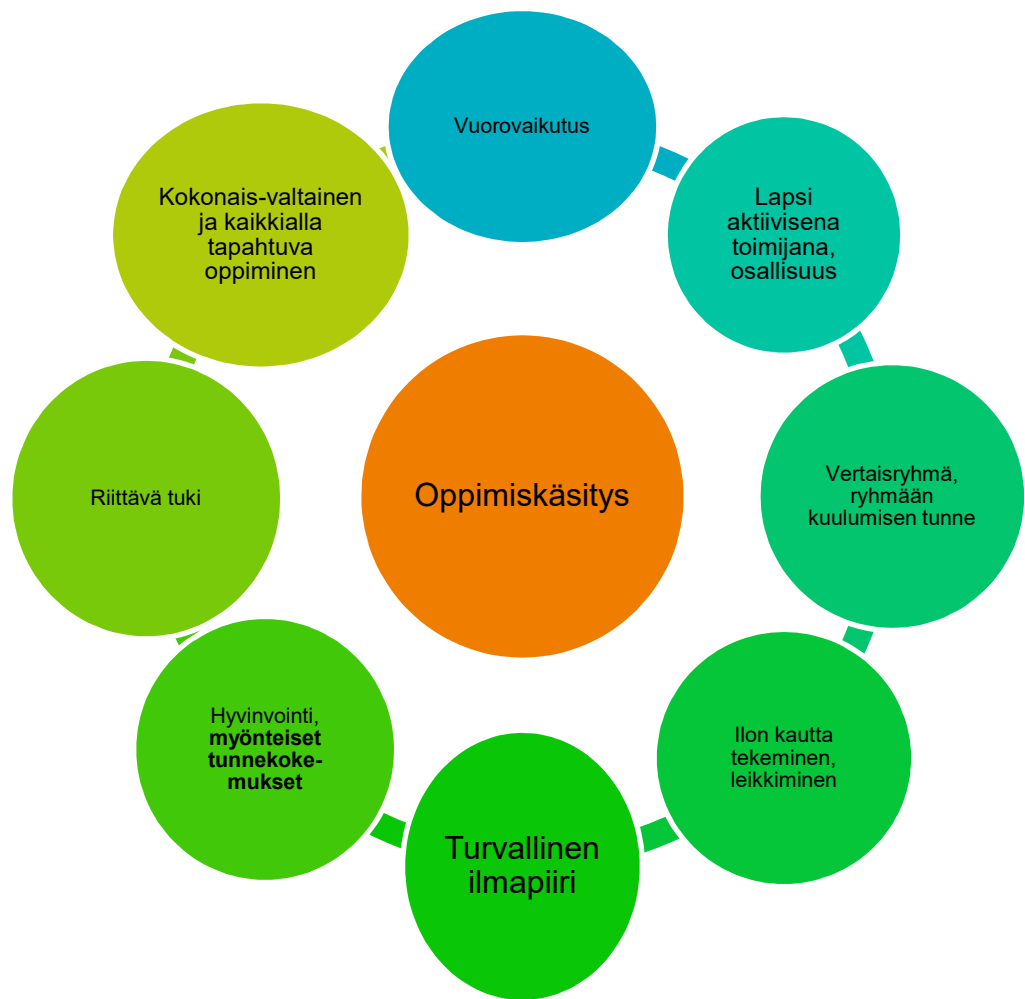 Vuorovaikutus
Lapsi
aktiivisena
toimijana,
osallisuus
Vertaisryhmä,
ryhmään
kuulumisen tunne
Ilon kautta
tekeminen,
leikkiminen
Turvallinen
ilmapiiri
Hyvinvointi,
myönteiset
tunnekoke-
mukset
Riittävä tuki
Kokonais-valtainen
ja kaikkialla
tapahtuva
oppiminen
Oppimiskäsitys